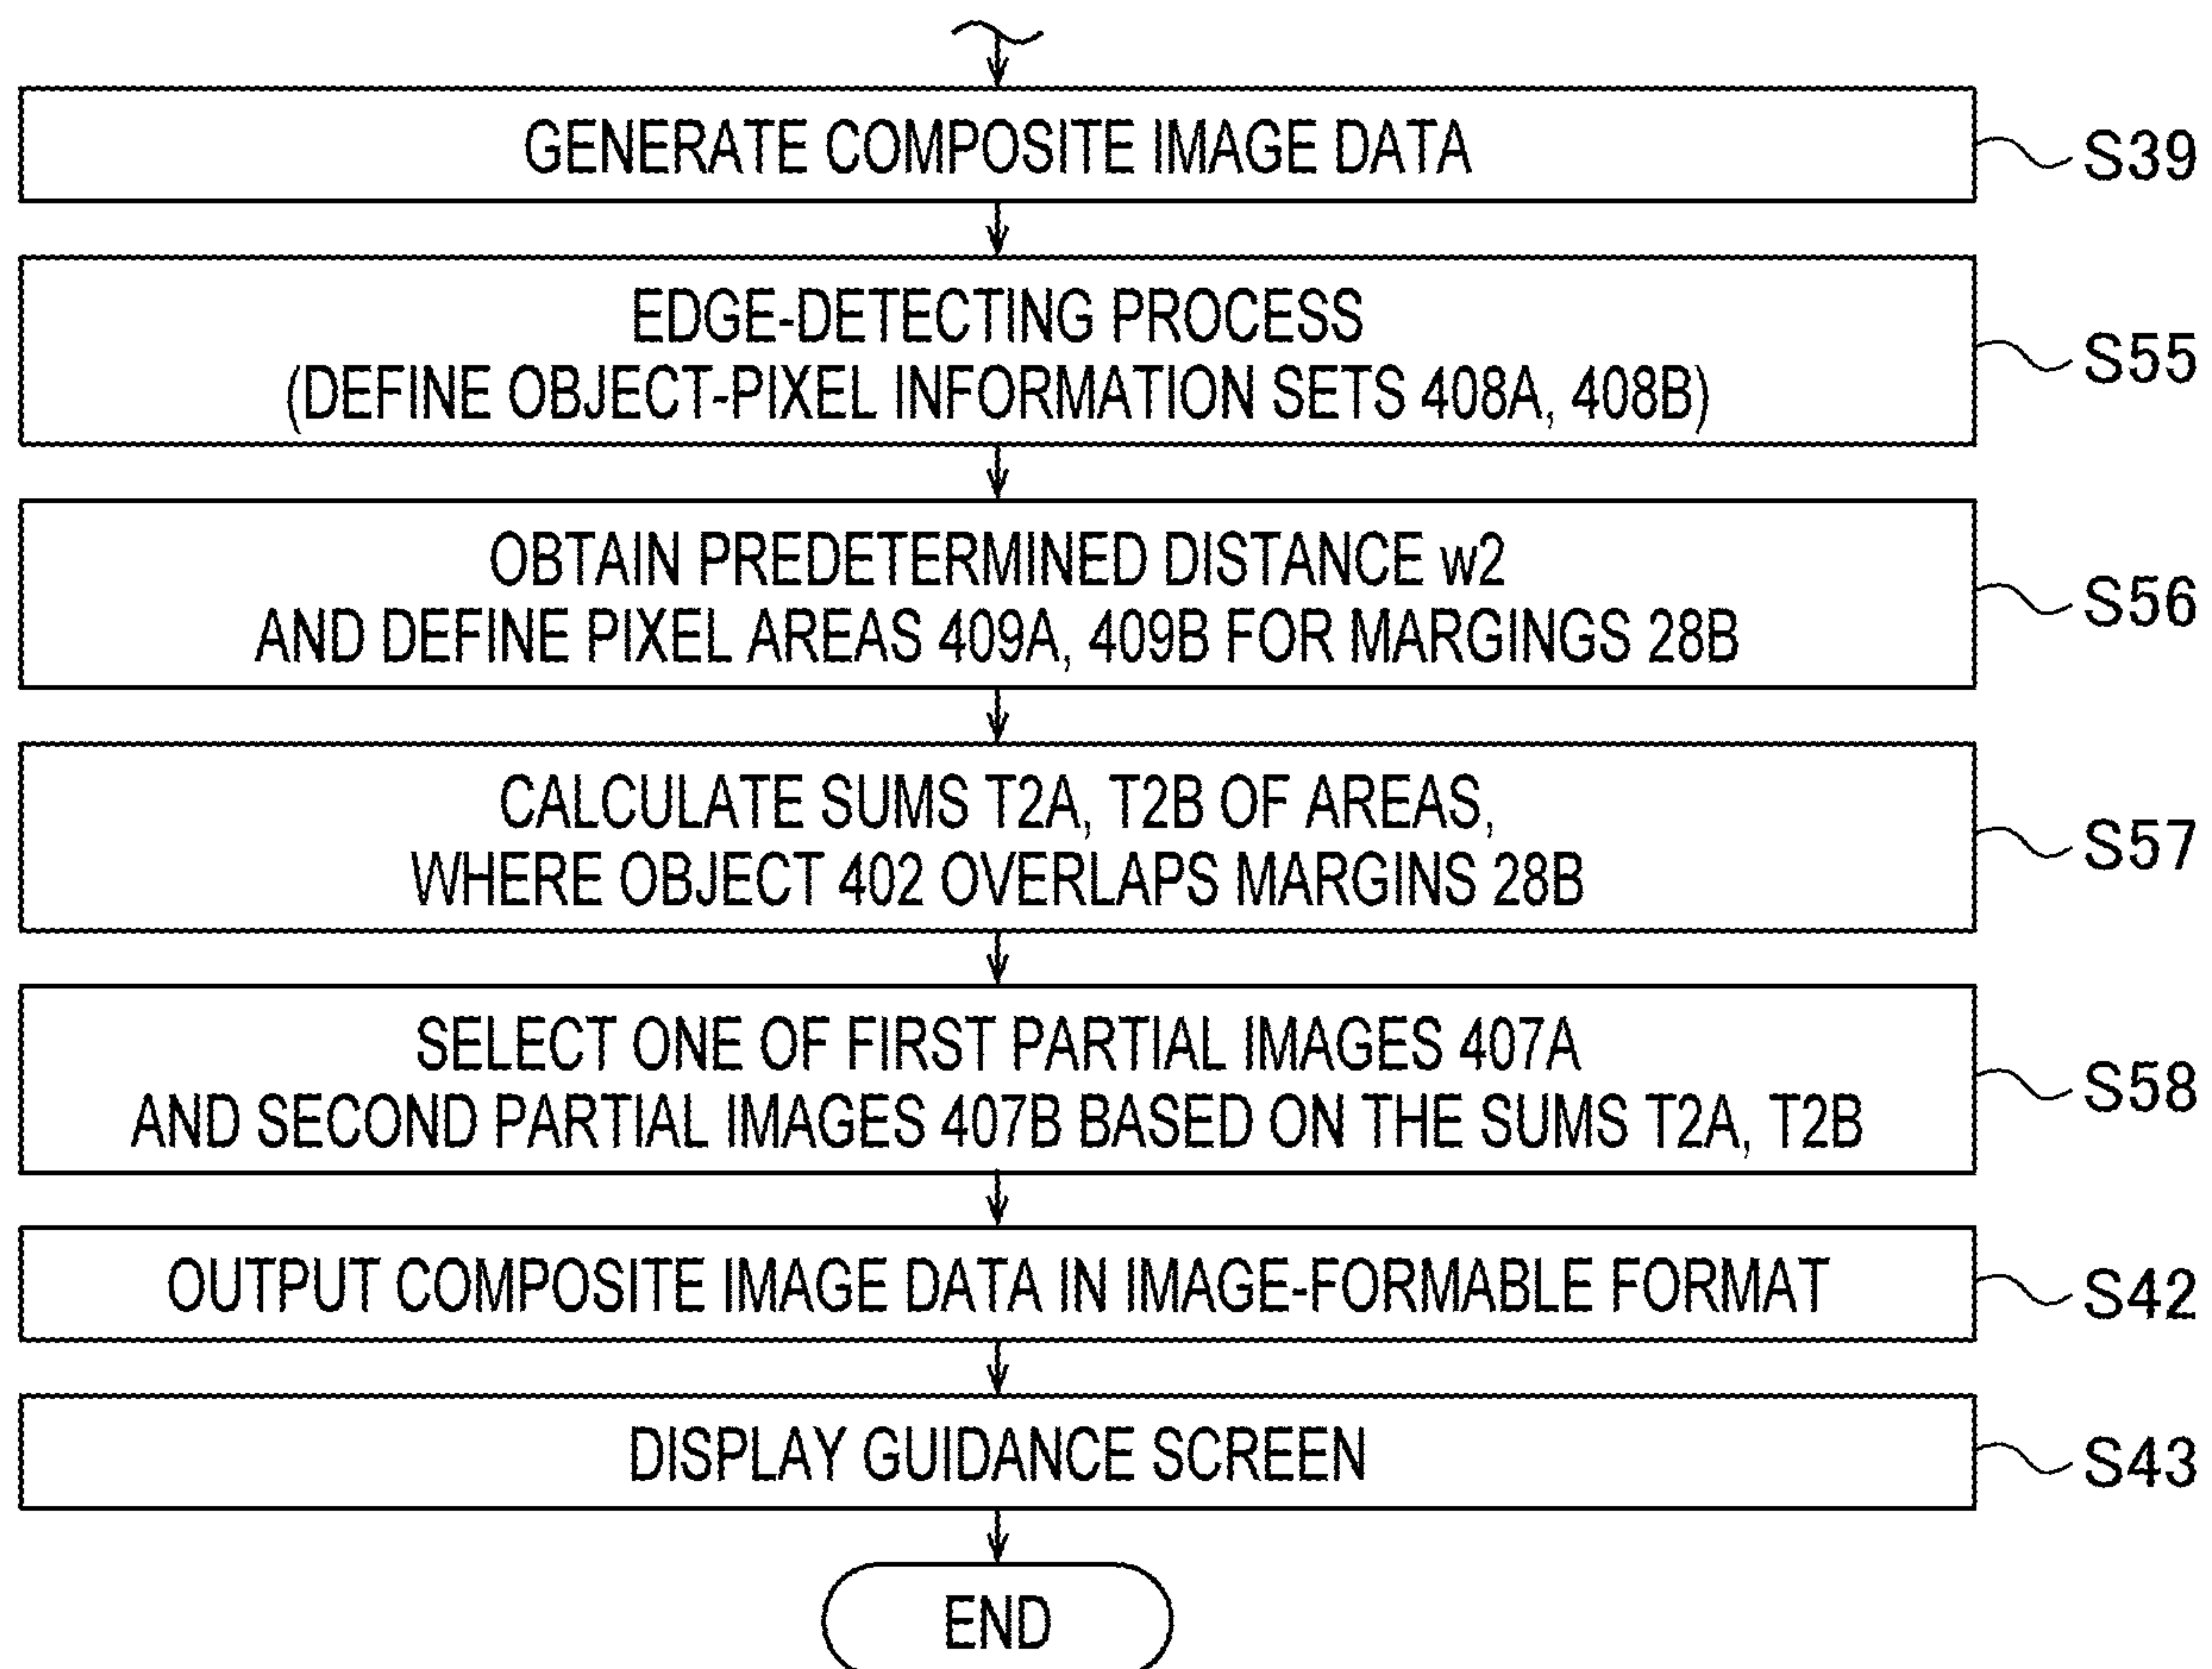 GENERATE COMPOSITE IMAGE DATA
S39
EDGE-DETECTING PROCESS
(DEFINE OBJECT-PIXEL INFORMATION SETS 408A, 408B)
S55
OBTAIN PREDETERMINED DISTANCE w2
AND DEFINE PIXEL AREAS 409A, 409B FOR MARGINGS 28B
S56
CALCULATE SUMS T2A, T2B OF AREAS,
WHERE OBJECT 402 OVERLAPS MARGINS 28B
S57
SELECT ONE OF FIRST PARTIAL IMAGES 407A
AND SECOND PARTIAL IMAGES 407B BASED ON THE SUMS T2A, T2B
S58
OUTPUT COMPOSITE IMAGE DATA IN IMAGE-FORMABLE FORMAT
S42
DISPLAY GUIDANCE SCREEN
S43
END